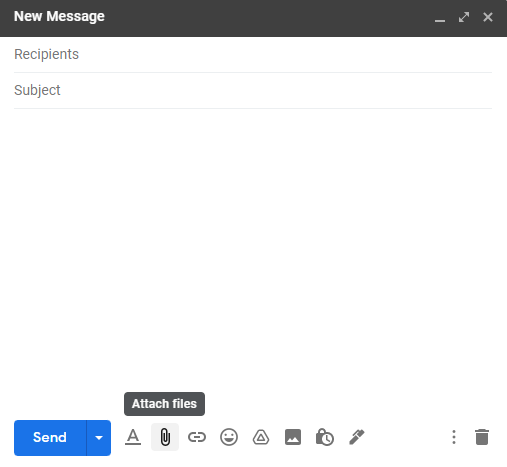 New Message
Recipients
Subject
Attach files
Send